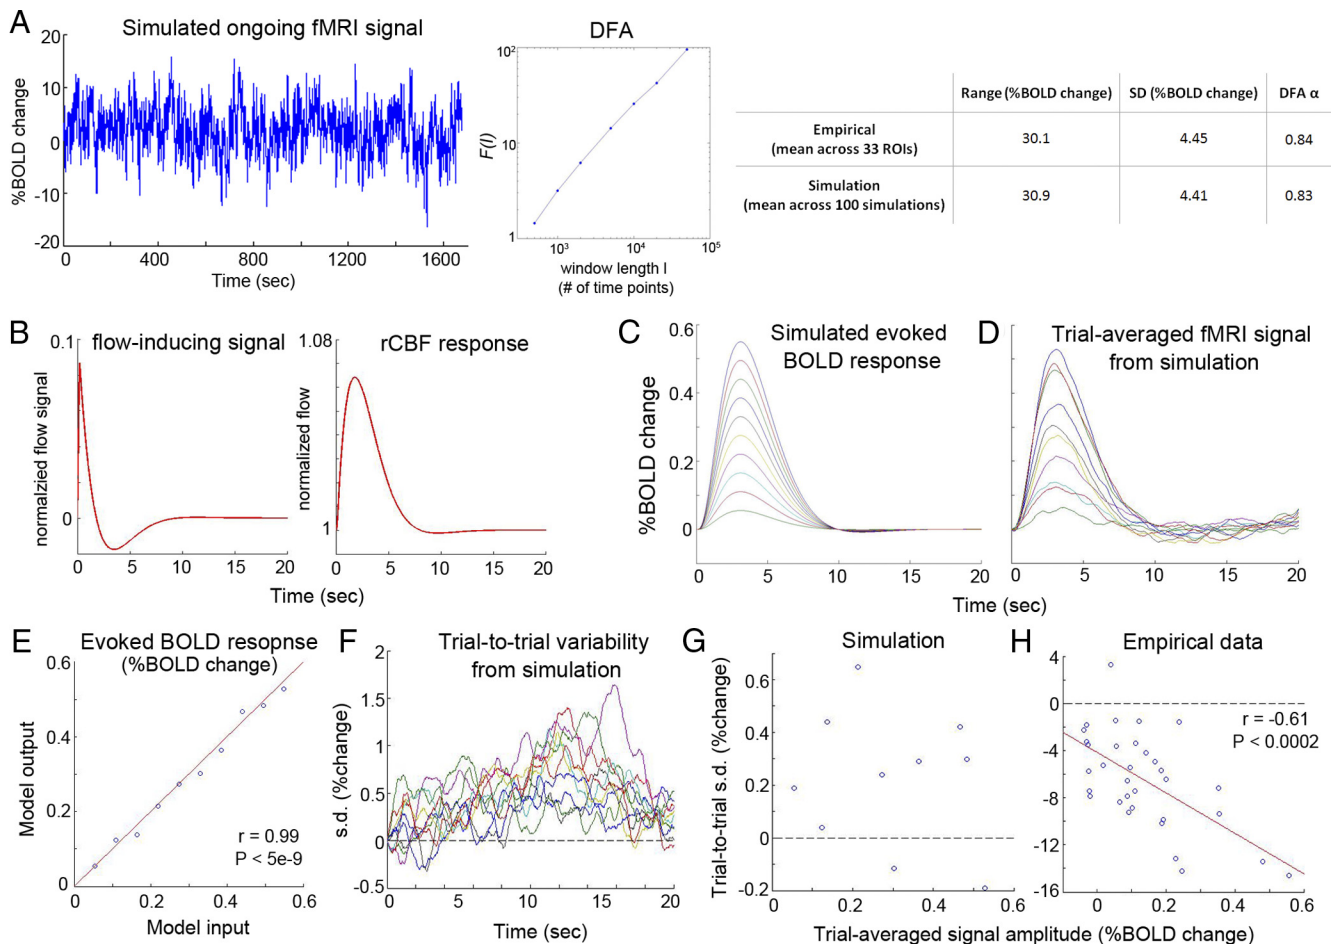 A
Simulated ongoing fMRI signal
20
10
0
-10
-20
%BOLD change
0
400
800
1200
1600
Time (sec)
DFA
10²
10
1
F(l)
10³
10⁴
10⁵
window length l
(# of time points)
Range (%BOLD change)
SD (%BOLD change)
DFA α
Empirical
(mean across 33 ROIs)
30.1
4.45
0.84
Simulation
(mean across 100 simulations)
30.9
4.41
0.83
B
flow-inducing signal
0.1
0
normalzied flow signal
0
5
10
15
20
rCBF response
1.08
1
normalized flow
0
5
10
15
20
Time (sec)
C
Simulated evoked
BOLD response
0.6
0.4
0.2
0
%BOLD change
0
5
10
15
20
D
Trial-averaged fMRI signal
from simulation
0
5
10
15
20
Time (sec)
E
Evoked BOLD resopnse
(%BOLD change)
0.6
0.4
0.2
0
Model output
r = 0.99
P < 5e-9
0
0.2
0.4
0.6
Model input
F
Trial-to-trial variability
from simulation
2
1.5
1
0.5
0
-0.5
s.d. (%change)
0
5
10
15
20
Time (sec)
G
Simulation
0.6
0.4
0.2
0
-0.2
Trial-to-trial s.d. (%change)
0
0.2
0.4
0.6
H
Empirical data
4
0
-4
-8
-12
-16
r = -0.61
P < 0.0002
0
0.2
0.4
0.6
Trial-averaged signal amplitude (%BOLD change)